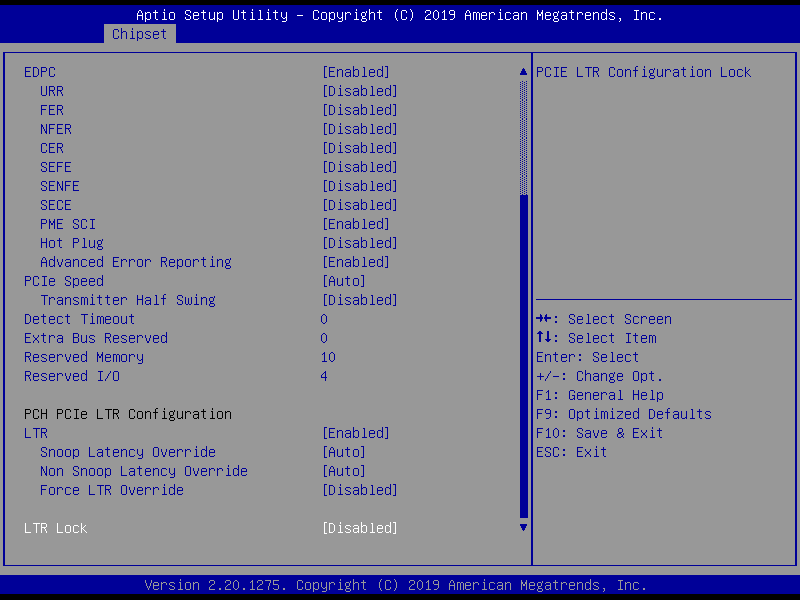 Aptio Setup Utility – Copyright (C) 2019 American Megatrends, Inc.
Chipset
EDPC [Enabled]
URR [Disabled]
FER [Disabled]
NFER [Disabled]
CER [Disabled]
SEFE [Disabled]
SENFE [Disabled]
SECE [Disabled]
PME SCI [Enabled]
Hot Plug [Disabled]
Advanced Error Reporting [Enabled]
PCIe Speed [Auto]
Transmitter Half Swing [Disabled]
Detect Timeout 0
Extra Bus Reserved 0
Reserved Memory 10
Reserved I/O 4
PCH PCIe LTR Configuration
LTR [Enabled]
Snoop Latency Override [Auto]
Non Snoop Latency Override [Auto]
Force LTR Override [Disabled]
LTR Lock [Disabled]
PCIE LTR Configuration Lock
→←: Select Screen
↑↓: Select Item
Enter: Select
+/-: Change Opt.
F1: General Help
F9: Optimized Defaults
F10: Save & Exit
ESC: Exit
Version 2.20.1275. Copyright (C) 2019 American Megatrends, Inc.